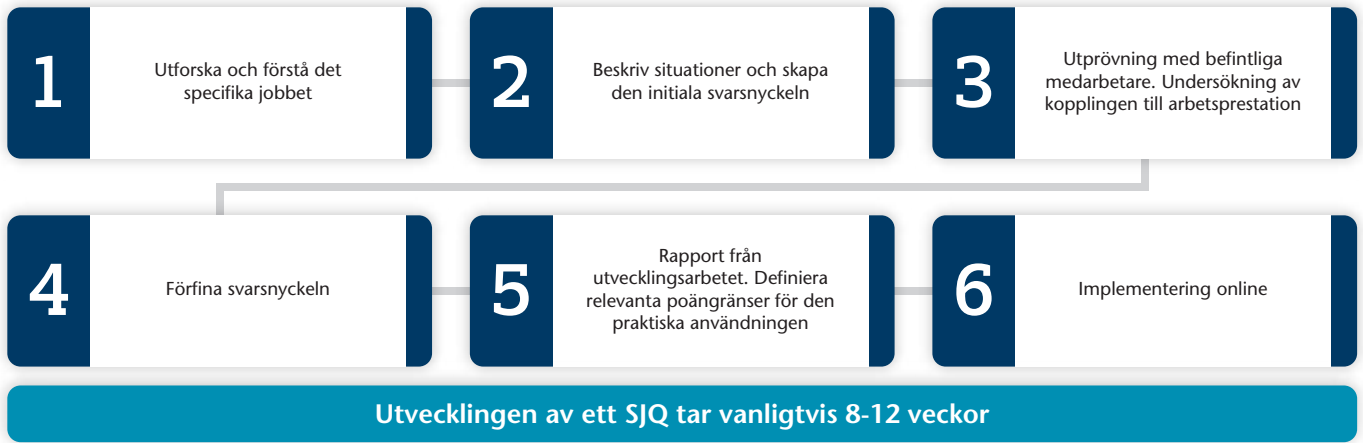 1
Utforska och förstå det
specifika jobbet
2
Beskriv situationer och skapa
den initiala svarsnyckeln
3
Utprövning med befintliga
medarbetare. Undersökning av
kopplingen till arbetsprestation
4
Förfina svarsnyckeln
5
Rapport från
utvecklingsarbetet. Definiera
relevanta poänggränser för den
praktiska användningen
6
Implementering online
Utvecklingen av ett SJQ tar vanligtvis 8-12 veckor